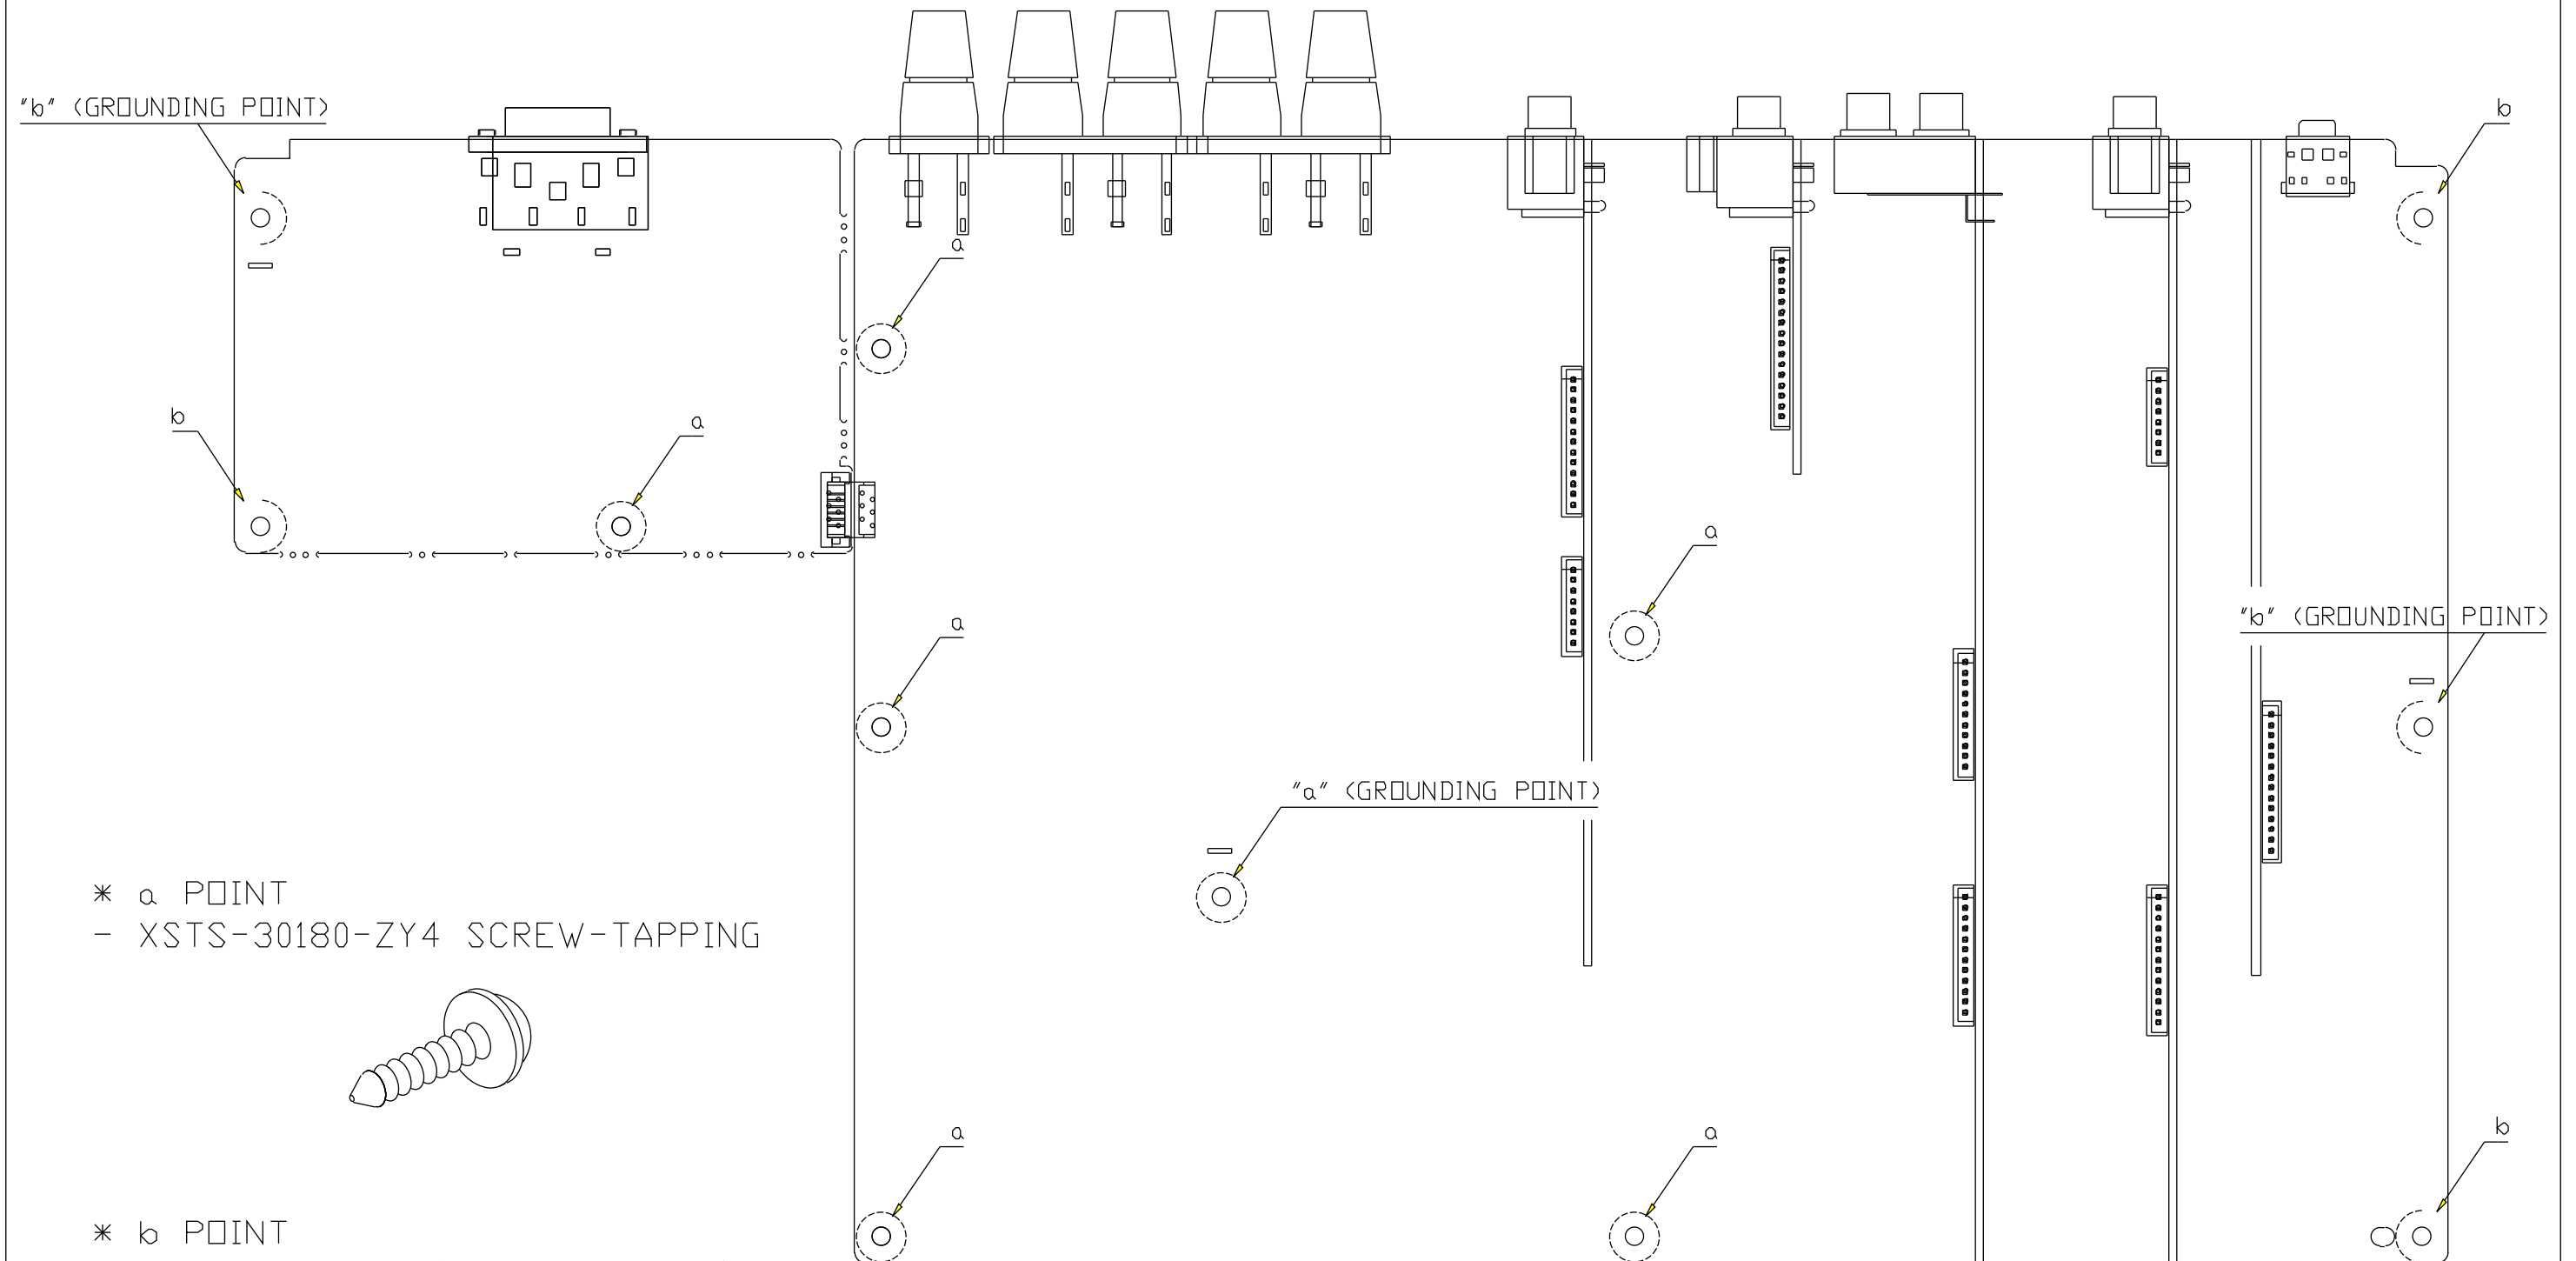 "b" (GROUNDING POINT)
b
a
b
a
a
a
"b" (GROUNDING POINT)
"a" (GROUNDING POINT)
* a POINT
- XSTS-30180-ZY4 SCREW-TAPPING
a
a
b
* b POINT